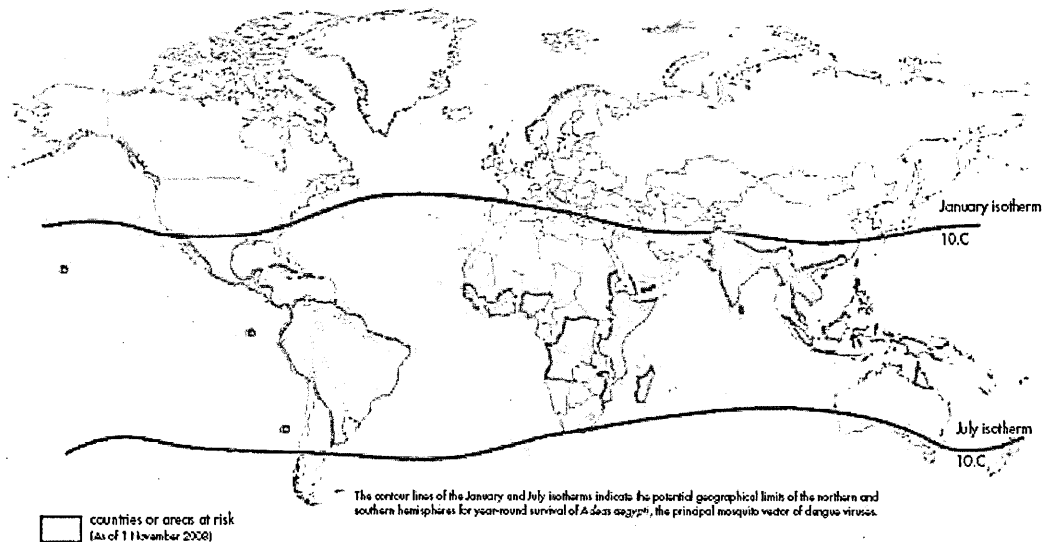 January isotherm
10.C
July isotherm
10.C
The contour lines of the January and July isotherms indicate the potential geographical limits of the northern and
southern hemispheres for year-round survival of Aedes aegypti, the principal mosquito vector of dengue viruses.
countries or areas at risk
(As of 1 November 2008)